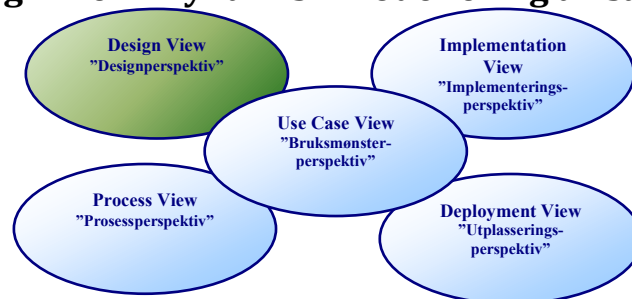 Design View
”Designperspektiv”
Implementation
View
”Implementerings-
perspektiv”
Use Case View
”Bruksmønster-
perspektiv”
Process View
”Prosessperspektiv”
Deployment View
”Utplasserings-
perspektiv”